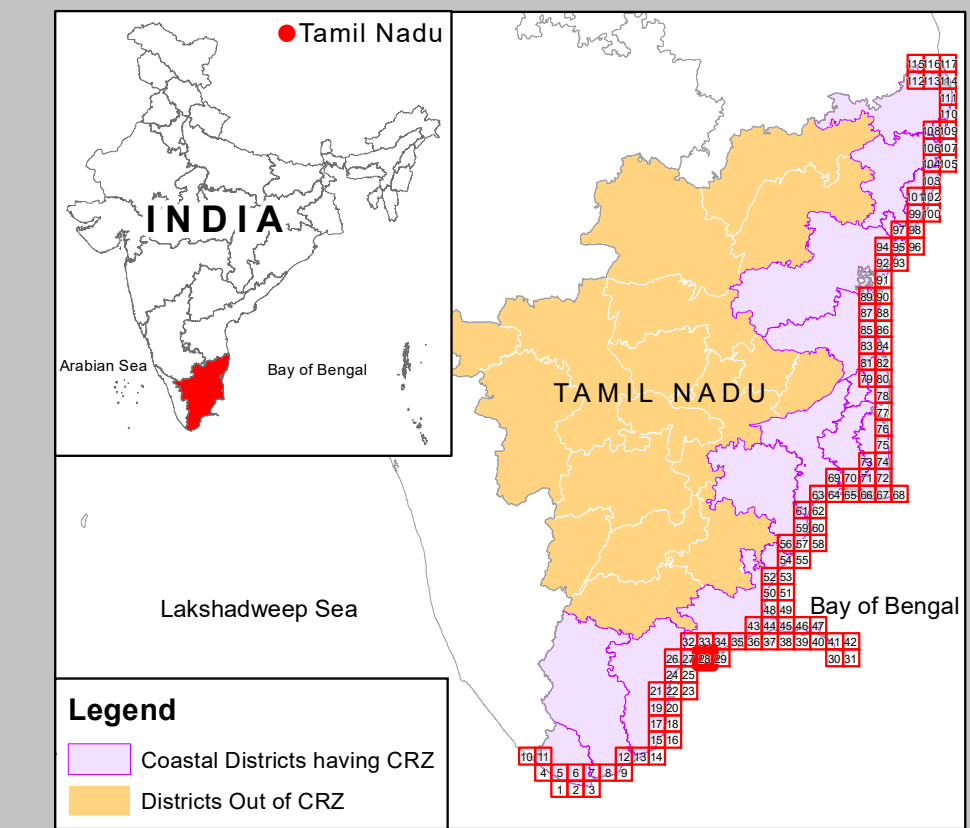 Tamil Nadu
INDIA
Arabian Sea
Bay of Bengal
115 116 117
112 113 114
111
110
108 109
106 107
104 105
103
101 102
99 100
97 98
94 95 96
92 93
91
89 90
87 88
85 86
83 84
81 82
79 80
TAMIL NADU
78
77
76
75
73 74
69 70 71 72
63 64 65 66 67 68
61 62
59 60
56 57 58
54 55
52 53
50 51
48 49
Lakshadweep Sea
Bay of Bengal
43 44 45 46 47
32 33 34 35 36 37 38 39 40 41 42
26 27 28 29 30 31
24 25
21 22 23
19 20
17 18
15 16
10 11 12 13 14
4 5 6 7 8 9
1 2 3
Legend
Coastal Districts having CRZ
Districts Out of CRZ